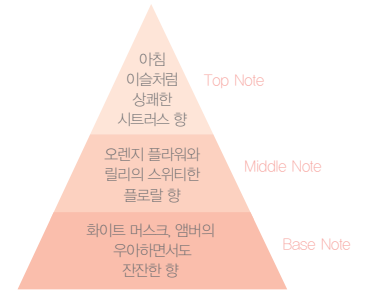 아침
이슬처럼
상쾌한
시트러스 향
Top Note
오렌지 플라워와
릴리의 스위티한
플로랄 향
Middle Note
화이트 머스크, 앰버의
우아하면서도
잔잔한 향
Base Note